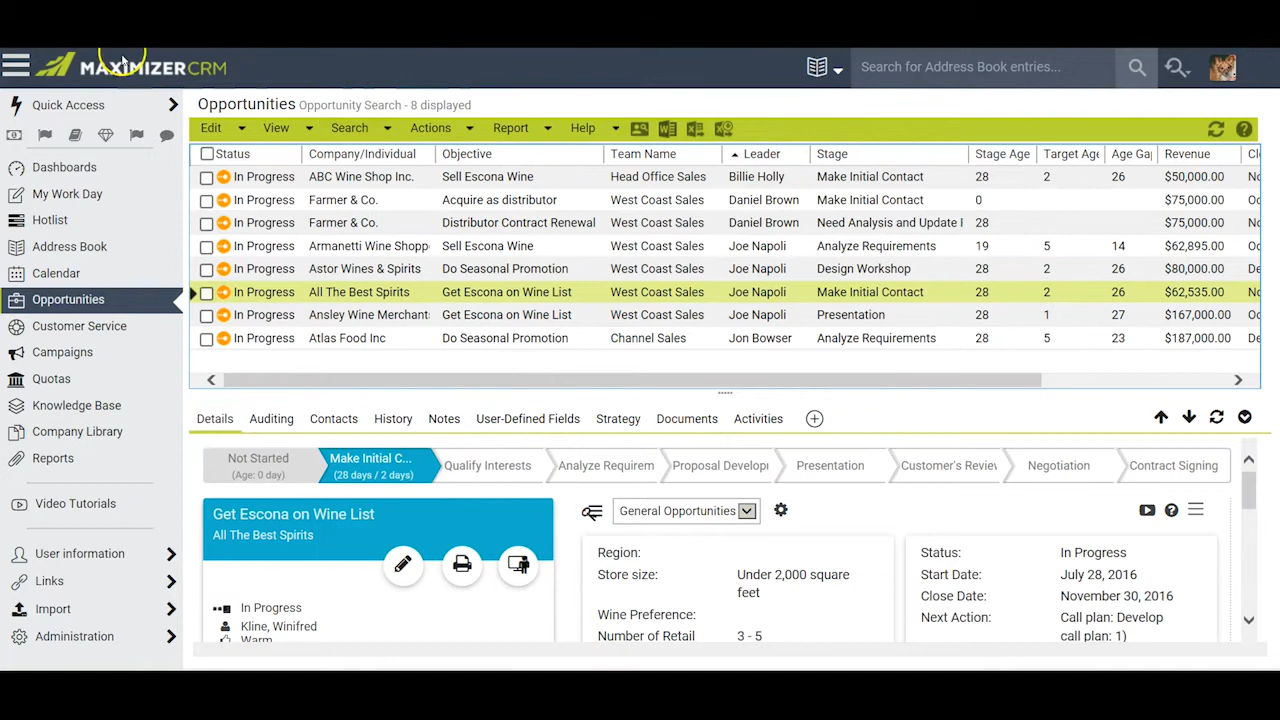 MAXIMIZER CRM
Search for Address Book entries...
Quick Access
Dashboards
My Work Day
Hotlist
Address Book
Calendar
Opportunities
Customer Service
Campaigns
Quotas
Knowledge Base
Company Library
Reports
Video Tutorials
User information
Links
Import
Administration
Opportunities Opportunity Search - 8 displayed
Edit View Search Actions Report Help
Status Company/Individual Objective Team Name Leader Stage Stage Age Target Age Age Gap Revenue Clo
In Progress ABC Wine Shop Inc. Sell Escona Wine Head Office Sales Billie Holly Make Initial Contact 28 2 26 $50,000.00 No
In Progress Farmer & Co. Acquire as distributor West Coast Sales Daniel Brown Make Initial Contact 0 $75,000.00 Oc
In Progress Farmer & Co. Distributor Contract Renewal West Coast Sales Daniel Brown Need Analysis and Update 28 $75,000.00 No
In Progress Armanetti Wine Shopp West Coast Sales Sell Escona Wine Joe Napoli Analyze Requirements 19 5 14 $62,895.00 Oc
In Progress Astor Wines & Spirits Do Seasonal Promotion West Coast Sales Joe Napoli Design Workshop 28 2 26 $80,000.00 De
In Progress All The Best Spirits Get Escona on Wine List West Coast Sales Joe Napoli Make Initial Contact 28 2 26 $62,535.00 No
In Progress Ansley Wine Merchant: Get Escona on Wine List West Coast Sales Joe Napoli Presentation 28 1 27 $167,000.00 Oc
In Progress Atlas Food Inc Do Seasonal Promotion Channel Sales Jon Bowser Analyze Requirements 28 5 23 $187,000.00 De
Details Auditing Contacts History Notes User-Defined Fields Strategy Documents Activities
Not Started Make Initial C... Qualify Interests Analyze Requirem Proposal Develop Presentation Customer's Revi Negotiation Contract Signing
(Age: 0 day) (28 days / 2 days)
Get Escona on Wine List
All The Best Spirits
In Progress
Kline, Winifred
Warm
General Opportunities
Region:
Store size: Under 2,000 square
feet
Wine Preference:
Number of Retail 3 - 5
Status: In Progress
Start Date: July 28, 2016
Close Date: November 30, 2016
Next Action: Call plan: Develop
call plan: 1)